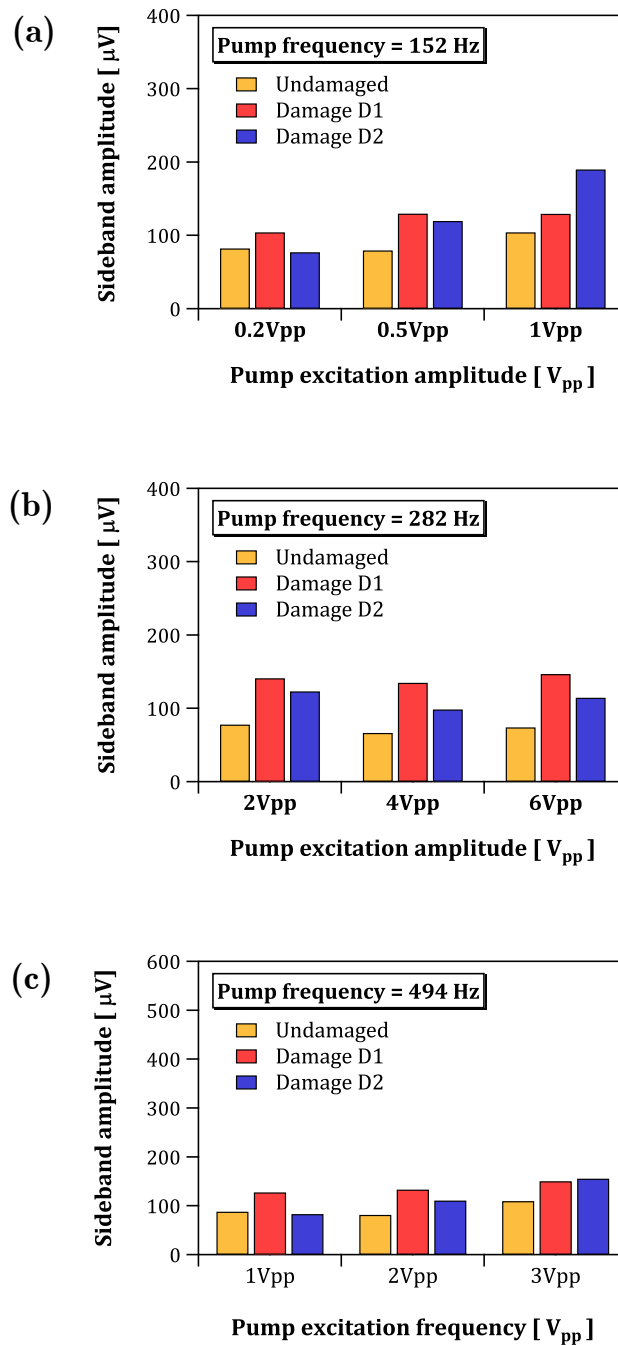 (a)
Sideband amplitude [ μV]
400
300
200
100
0
Pump frequency = 152 Hz
Undamaged
Damage D1
Damage D2
0.2Vpp 0.5Vpp 1Vpp
Pump excitation amplitude [ Vpp]
(b)
Sideband amplitude [ μV]
400
300
200
100
0
Pump frequency = 282 Hz
Undamaged
Damage D1
Damage D2
2Vpp 4Vpp 6Vpp
Pump excitation amplitude [ Vpp]
(c)
Sideband amplitude [ μV]
600
500
400
300
200
100
0
Pump frequency = 494 Hz
Undamaged
Damage D1
Damage D2
1Vpp 2Vpp 3Vpp
Pump excitation frequency [ Vpp]